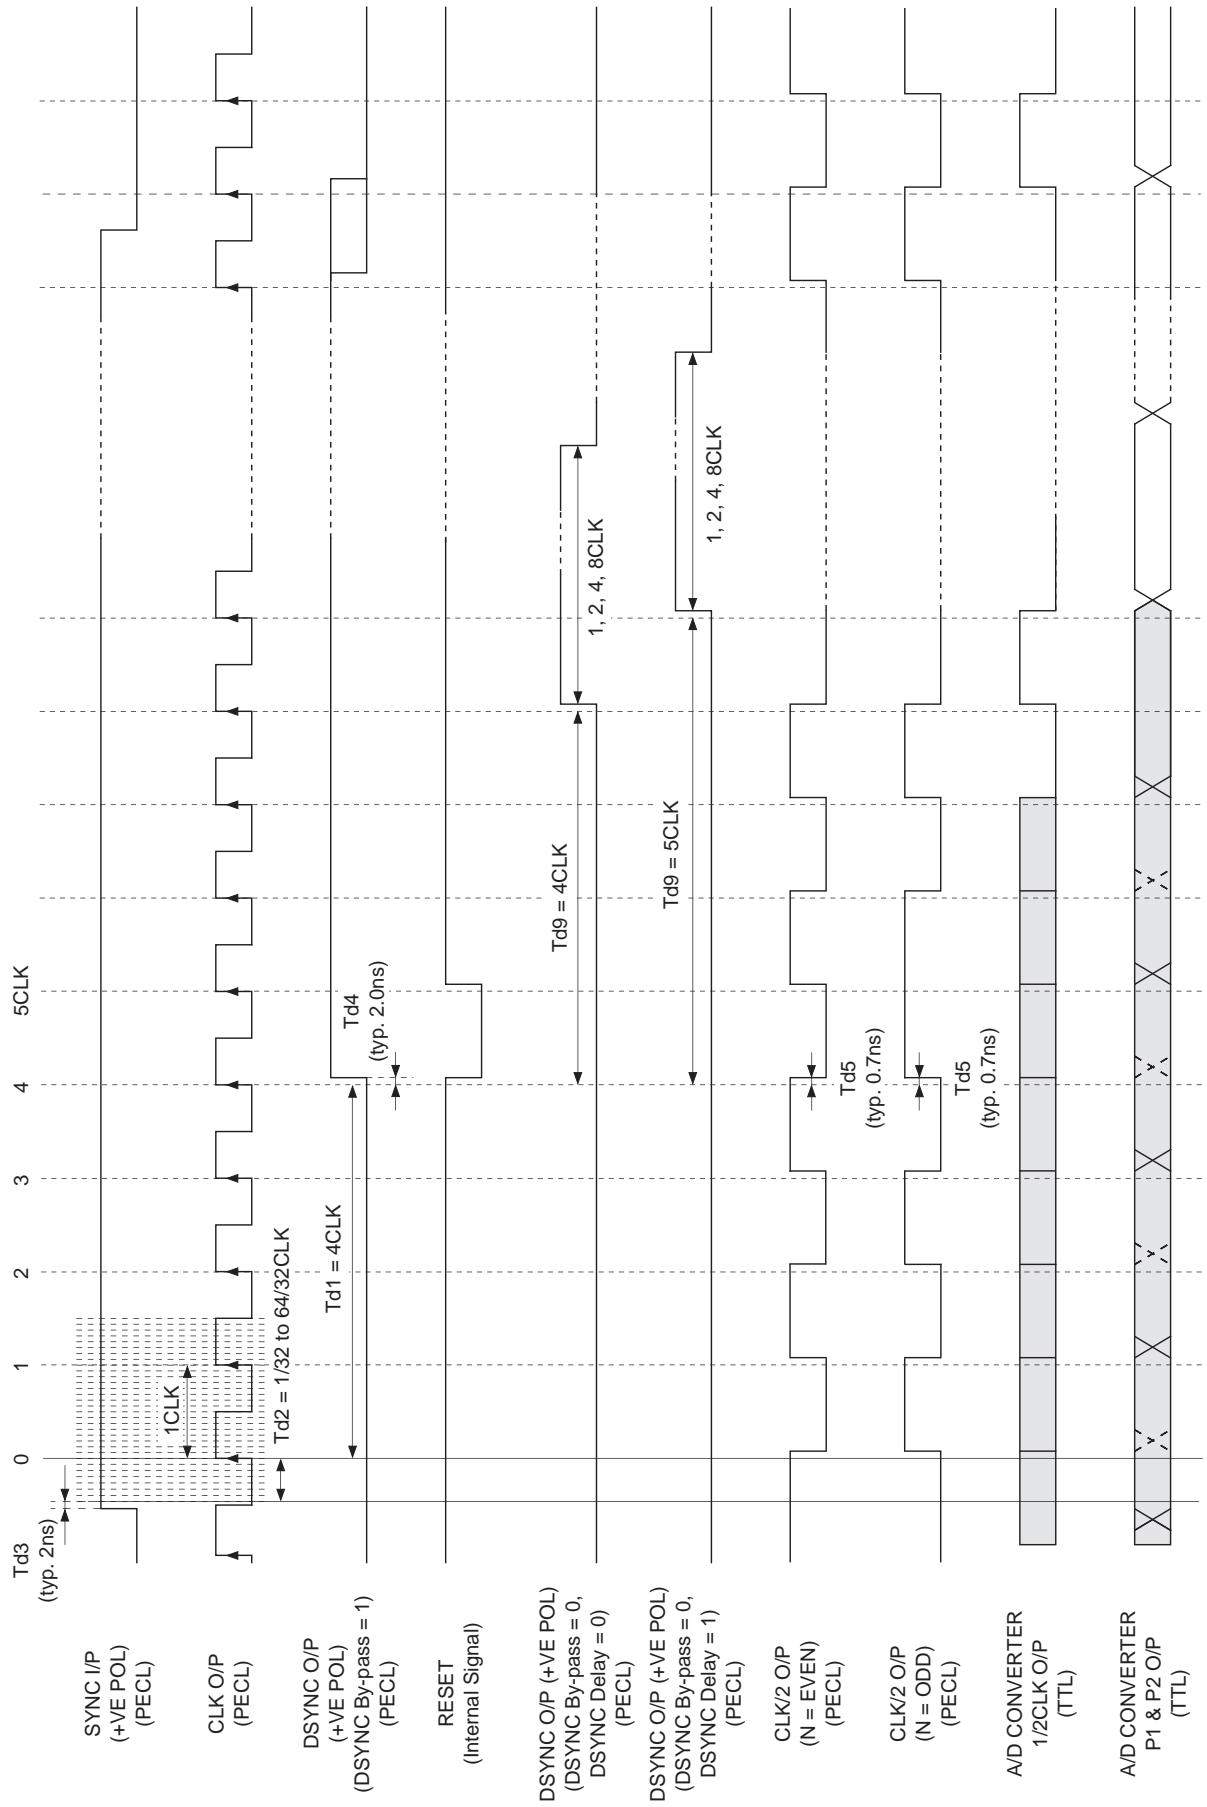 Td3
(typ. 2ns)
0
1
2
3
4
5CLK
SYNC I/P
(+VE POL)
(PECL)
1CLK
CLK O/P
(PECL)
Td2 = 1/32 to 64/32CLK
DSYNC O/P
(+VE POL)
(DSYNC By-pass = 1)
(PECL)
Td1 = 4CLK
Td4
(typ. 2.0ns)
RESET
(Internal Signal)
DSYNC O/P (+VE POL)
(DSYNC By-pass = 0,
DSYNC Delay = 0)
(PECL)
Td9 = 4CLK
1, 2, 4, 8CLK
DSYNC O/P (+VE POL)
(DSYNC By-pass = 0,
DSYNC Delay = 1)
(PECL)
Td9 = 5CLK
1, 2, 4, 8CLK
CLK/2 O/P
(N = EVEN)
(PECL)
Td5
(typ. 0.7ns)
CLK/2 O/P
(N = ODD)
(PECL)
Td5
(typ. 0.7ns)
A/D CONVERTER
1/2CLK O/P
(TTL)
A/D CONVERTER
P1 & P2 O/P
(TTL)